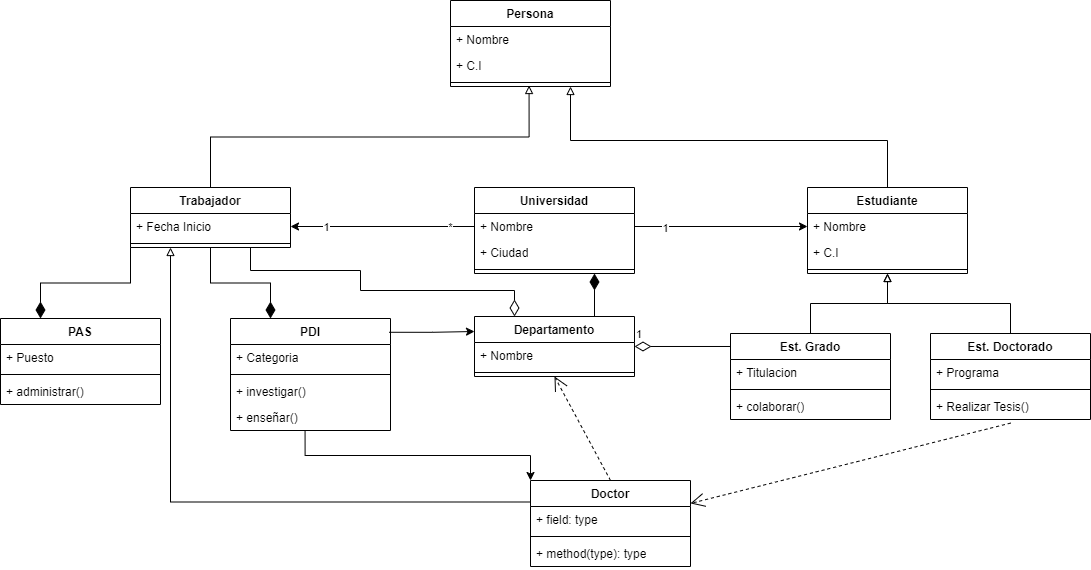 Persona
+ Nombre
+ C.I
Trabajador
+ Fecha Inicio
1
*
Universidad
+ Nombre
+ Ciudad
1
Estudiante
+ Nombre
+ C.I
PAS
+ Puesto
+ administrar()
PDI
+ Categoria
+ investigar()
+ enseñar()
Departamento
+ Nombre
1
Est. Grado
+ Titulacion
+ colaborar()
Est. Doctorado
+ Programa
+ Realizar Tesis()
Doctor
+ field: type
+ method(type): type